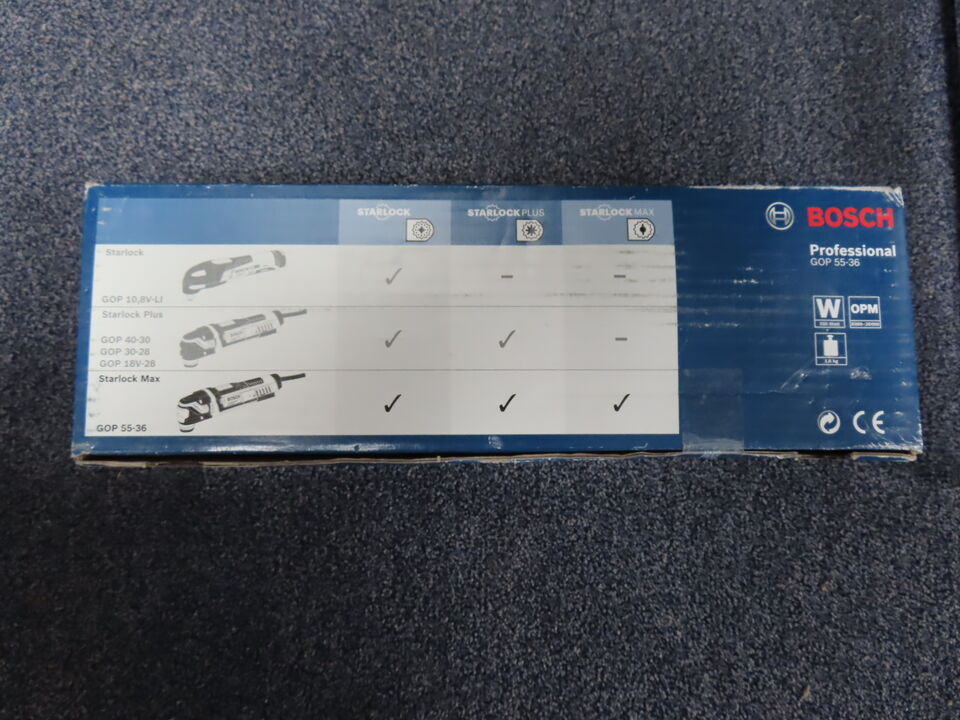 STARLOCK STARLOCK PLUS STARLOCK MAX
BOSCH
Professional
GOP 55-36
Starlock
GOP 10,8V-LI
Starlock Plus
GOP 40-30
GOP 30-28
GOP 18V-28
Starlock Max
BOSCH
GOP 55-36
W
OPM
CE